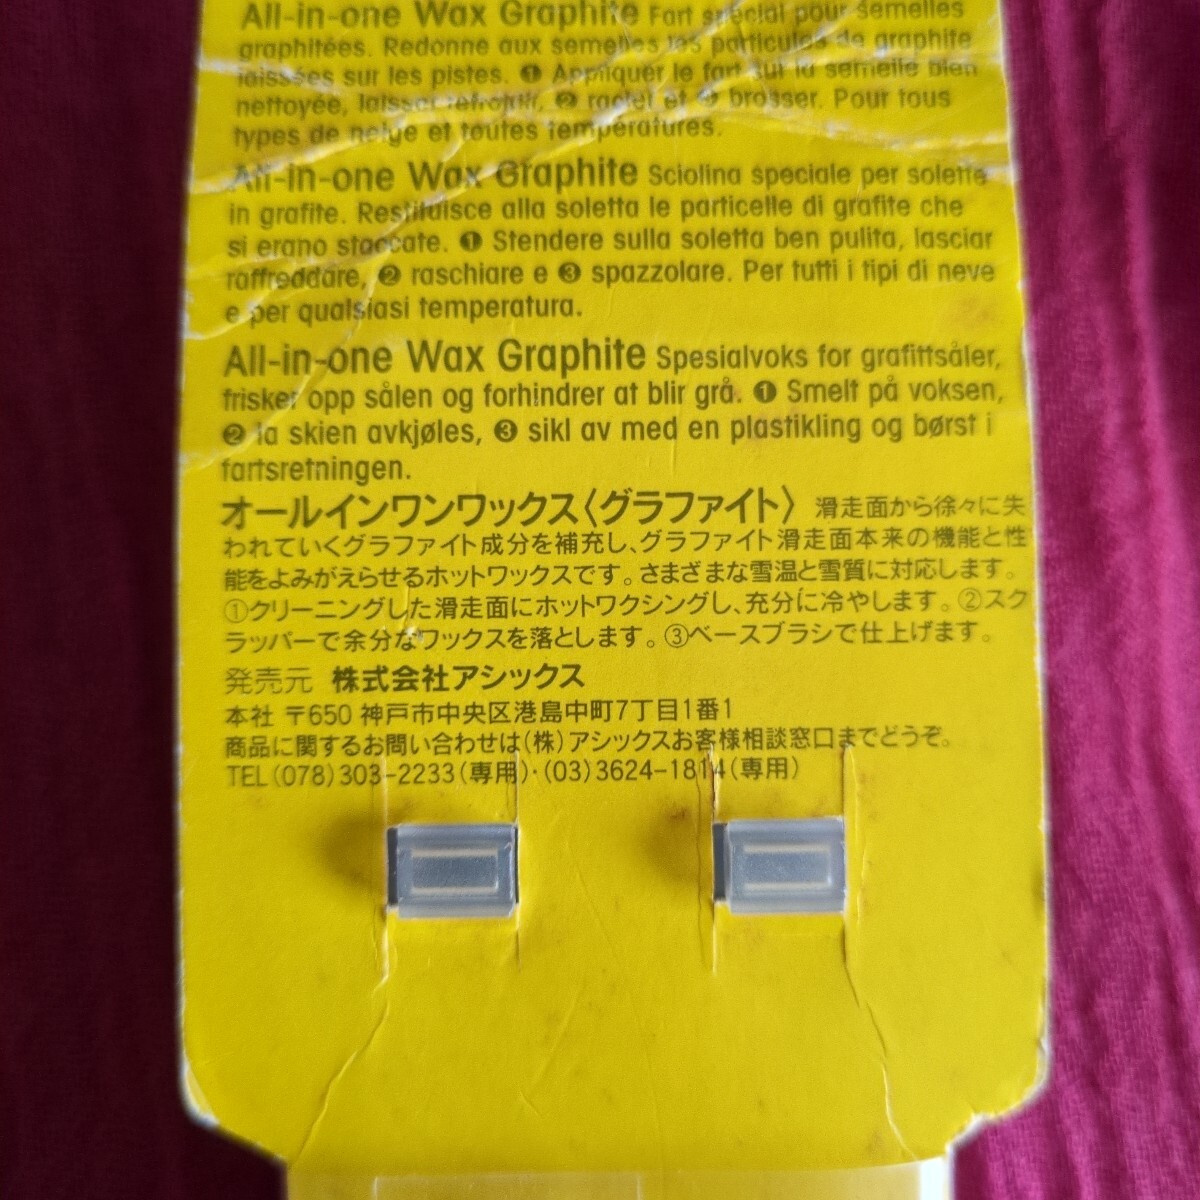 All-in-one Wax Graphite Fart spécial pour semelles
graphitées. Redonne aux semelles les particules de graphite
laissées sur les pistes. ❶ Appliquer le fart sur la semelle bien
nettoyée, laisser refroidir, ❷ racler et ❸ brosser. Pour tous
types de neige et toutes températures.
All-in-one Wax Graphite Sciolina speciale per solette
in grafite. Restituisce alla soletta le particelle di grafite che
si erano staccate. ❶ Stendere sulla soletta ben pulita, lasciar
raffreddare, ❷ raschiare e ❸ spazzolare. Per tutti i tipi di neve
e per qualsiasi temperatura.
All-in-one Wax Graphite Spesialvoks for grafittsåler,
frisker opp sålen og forhindrer at blir grå. ❶ Smelt på voksen,
❷ la skien avkjøles, ❸ sikl av med en plastikling og børst i
fartsretningen.
オールインワンワックス〈グラファイト〉 滑走面から徐々に失
われていくグラファイト成分を補充し、グラファイト滑走面本来の機能と性
能をよみがえらせるホットワックスです。さまざまな雪温と雪質に対応します。
①クリーニングした滑走面にホットワクシングし、充分に冷やします。②スク
ラッパーで余分なワックスを落とします。③ベースブラシで仕上げます。
発売元 株式会社アシックス
本社 〒650 神戸市中央区港島中町7丁目1番1
商品に関するお問い合わせは(株)アシックスお客様相談窓口までどうぞ。
TEL(078)303-2233(専用)・(03)3624-1814(専用)